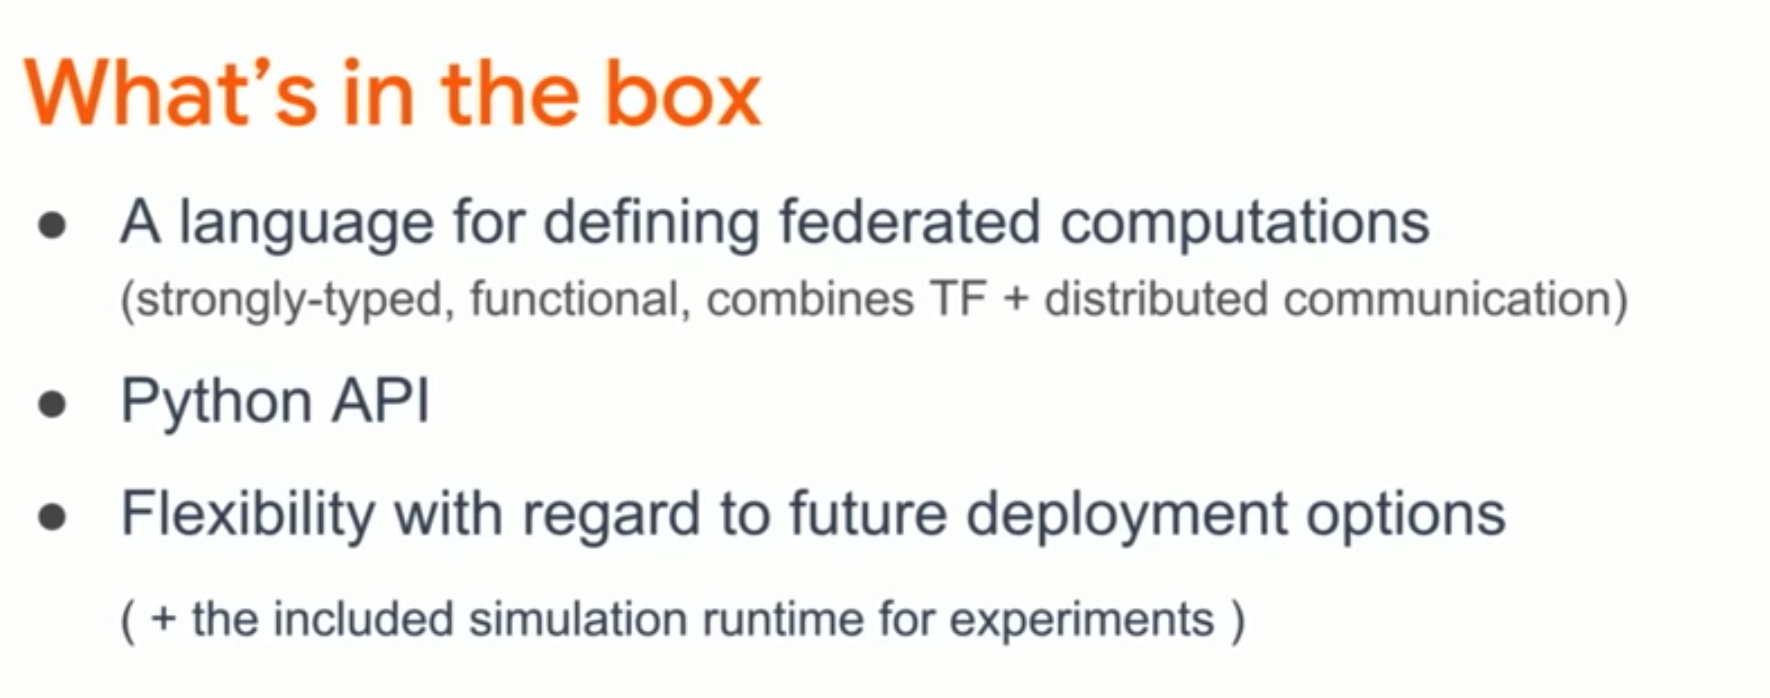 What’s in the box
● A language for defining federated computations
(strongly-typed, functional, combines TF + distributed communication)
● Python API
● Flexibility with regard to future deployment options
( + the included simulation runtime for experiments )